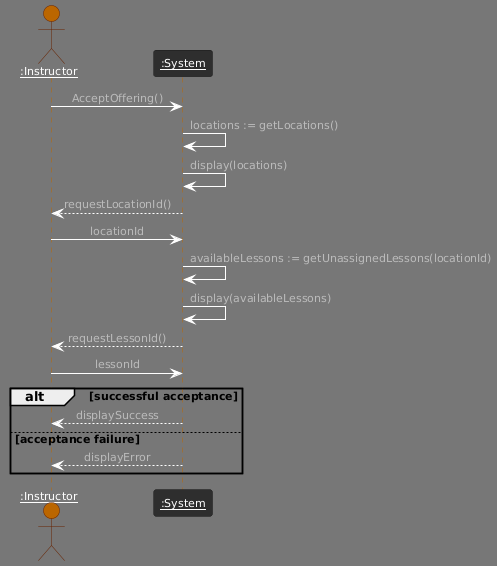 :Instructor
:System
AcceptOffering()
locations := getLocations()
display(locations)
requestLocationId()
locationId
availableLessons := getUnassignedLessons(locationId)
display(availableLessons)
requestLessonId()
lessonId
alt [successful acceptance]
displaySuccess
[acceptance failure]
displayError
:Instructor
:System